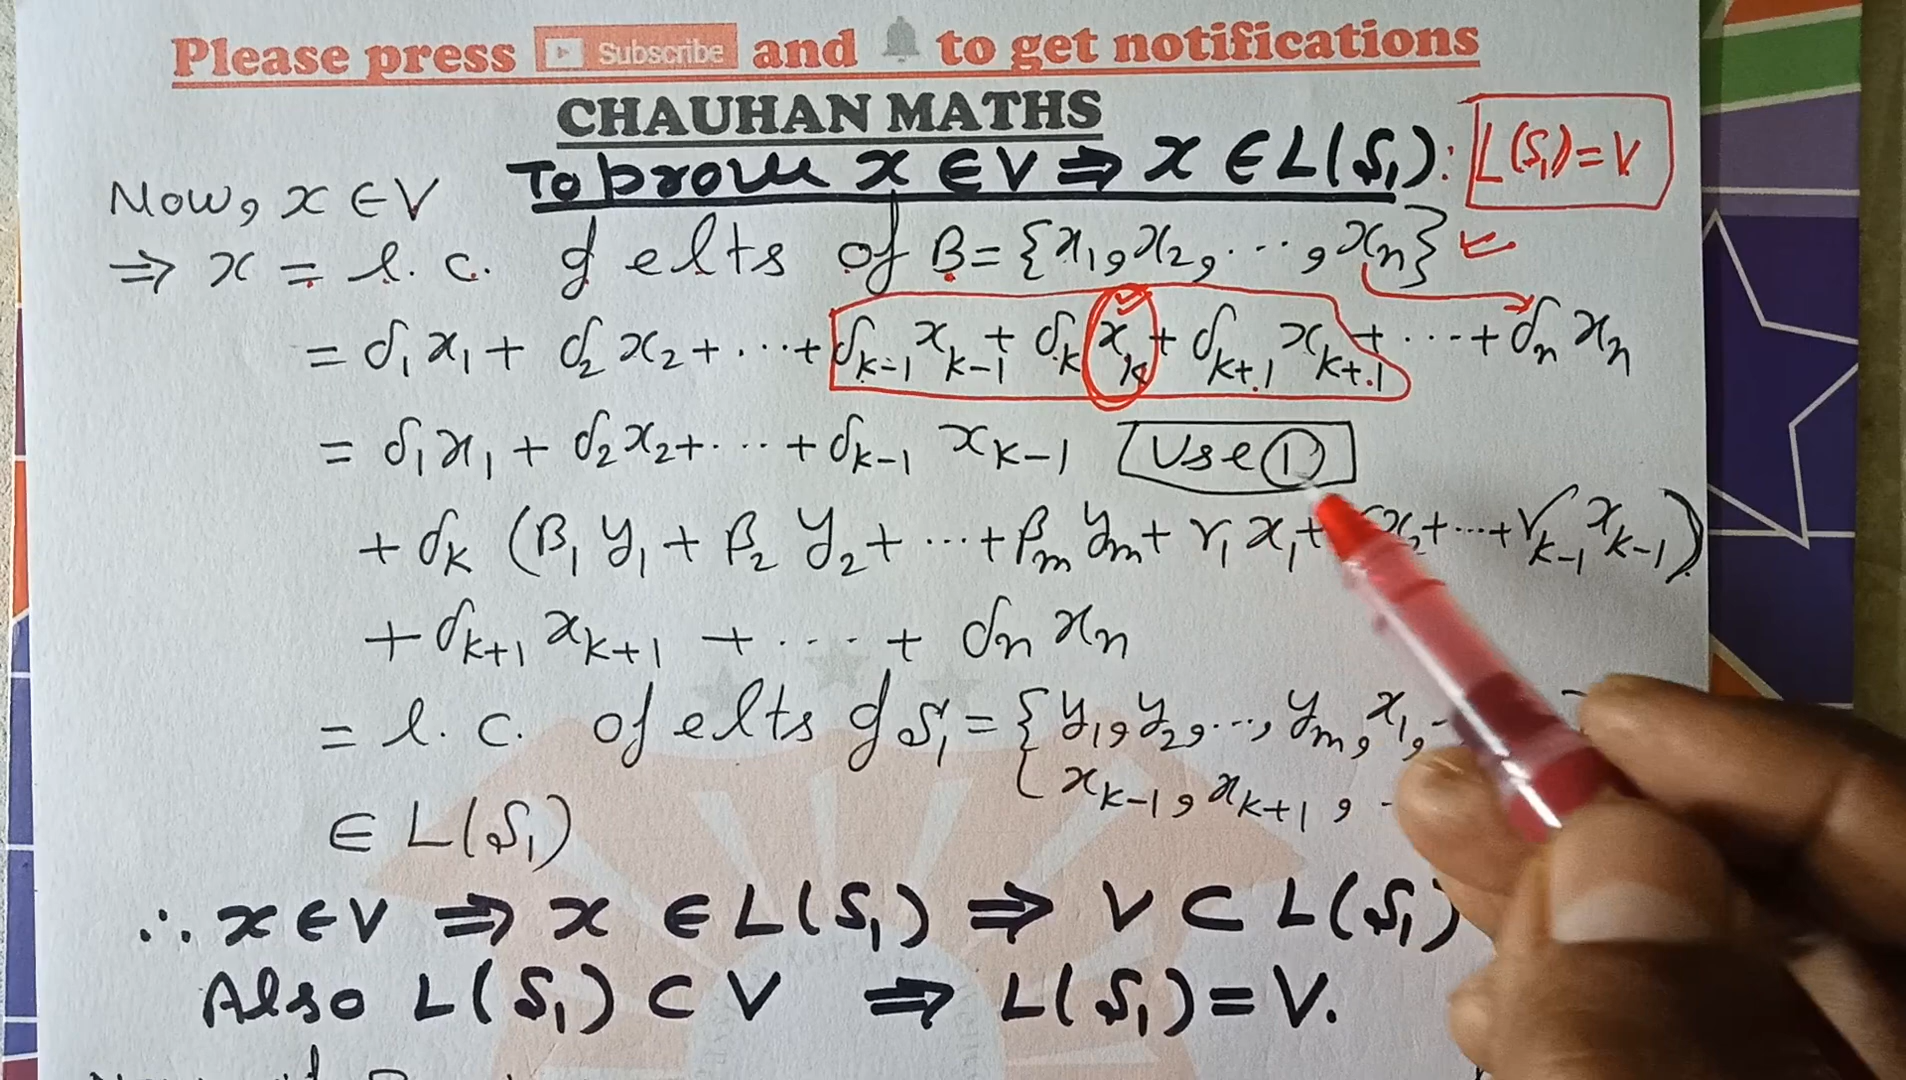 Please press Subscribe and to get notifications
CHAUHAN MATHS
To prove x ∈ V ⇒ x ∈ L(S₁): L(S₁)=V
Now, x ∈ V
⇒ x = l. c. of elts of B = {x₁, x₂, ..., xₙ}
= δ₁x₁ + δ₂x₂ + ... + δₖ₋₁xₖ₋₁ + δₖxₖ + δₖ₊₁xₖ₊₁ + ... + δₙxₙ
= δ₁x₁ + δ₂x₂ + ... + δₖ₋₁ xₖ₋₁ Use ①
+ δₖ (β₁y₁ + β₂y₂ + ... + βₘyₘ + γ₁x₁ + x₂ + ... + γₖ₋₁xₖ₋₁)
+ δₖ₊₁xₖ₊₁ + ... + δₙxₙ
= l. c. of elts of S₁ = {y₁, y₂, ..., yₘ, x₁,
xₖ₋₁, xₖ₊₁,
∈ L(S₁)
∴ x ∈ V ⇒ x ∈ L(S₁) ⇒ V ⊂ L(S₁)
Also L(S₁) ⊂ V ⇒ L(S₁) = V.